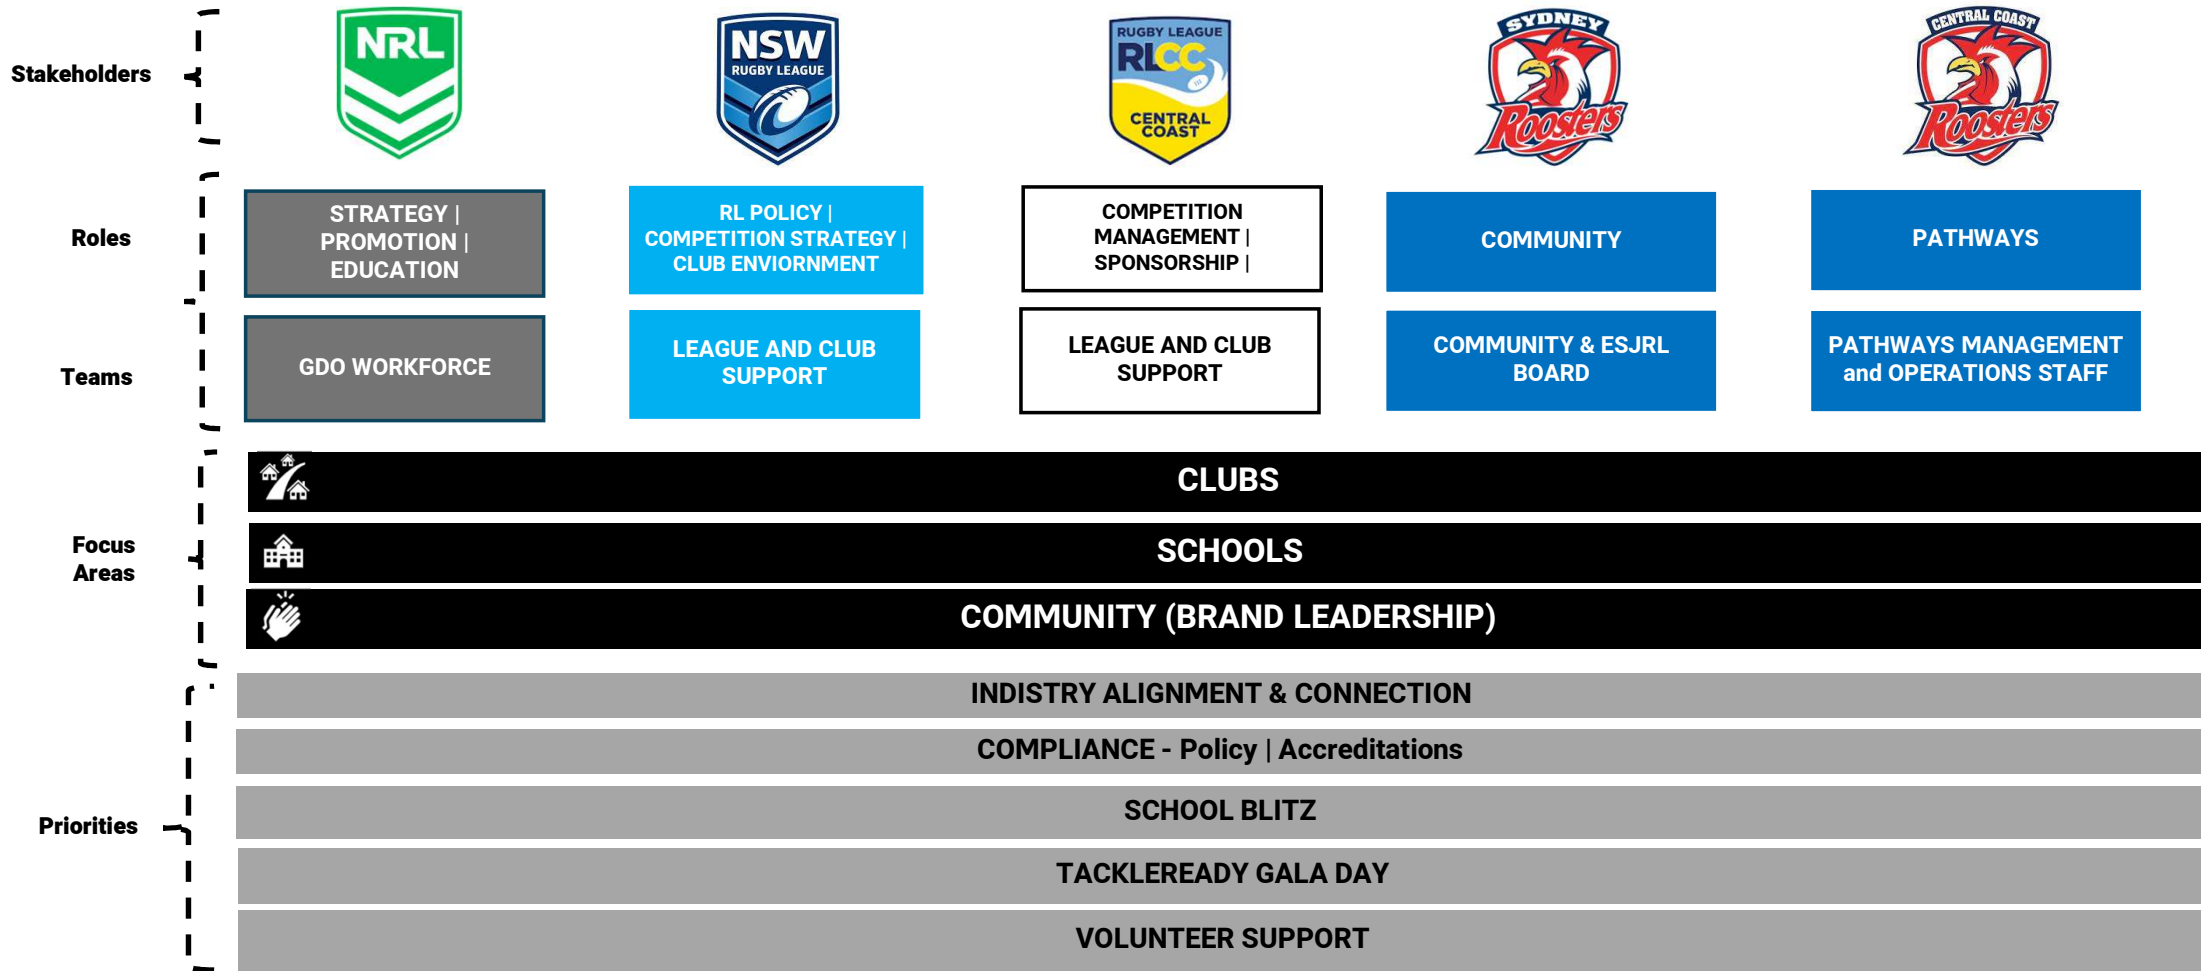 Stakeholders
NRL
NSW
RUGBY LEAGUE
RUGBY LEAGUE
RLCC
CENTRAL
COAST
SYDNEY
Roosters
CENTRAL COAST
Roosters
Roles
STRATEGY |
PROMOTION |
EDUCATION
RL POLICY |
COMPETITION STRATEGY |
CLUB ENVIORNMENT
COMPETITION
MANAGEMENT |
SPONSORSHIP |
COMMUNITY
PATHWAYS
Teams
GDO WORKFORCE
LEAGUE AND CLUB
SUPPORT
LEAGUE AND CLUB
SUPPORT
COMMUNITY & ESJRL
BOARD
PATHWAYS MANAGEMENT
and OPERATIONS STAFF
Focus
Areas
CLUBS
SCHOOLS
COMMUNITY (BRAND LEADERSHIP)
Priorities
INDISTRY ALIGNMENT & CONNECTION
COMPLIANCE - Policy | Accreditations
SCHOOL BLITZ
TACKLEREADY GALA DAY
VOLUNTEER SUPPORT